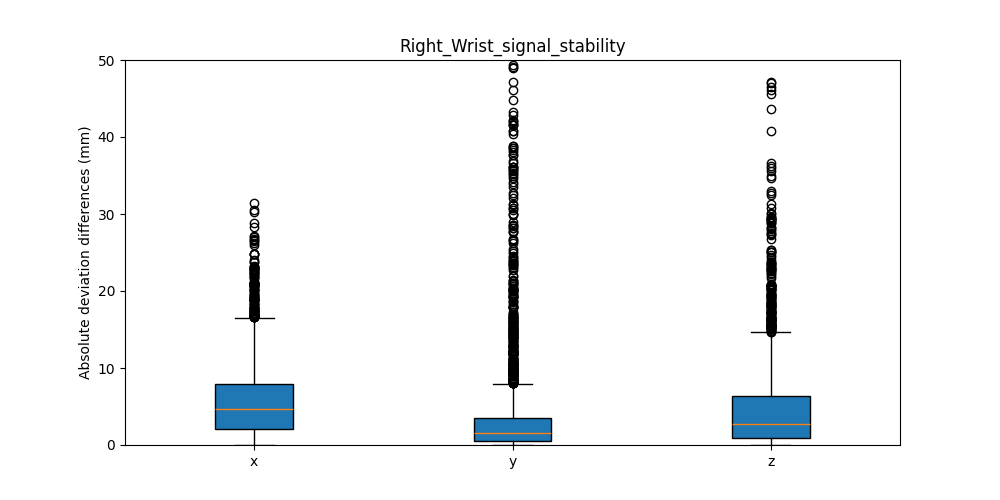 Right_Wrist_signal_stability
Absolute deviation differences (mm)
50
40
30
20
10
0
x y z